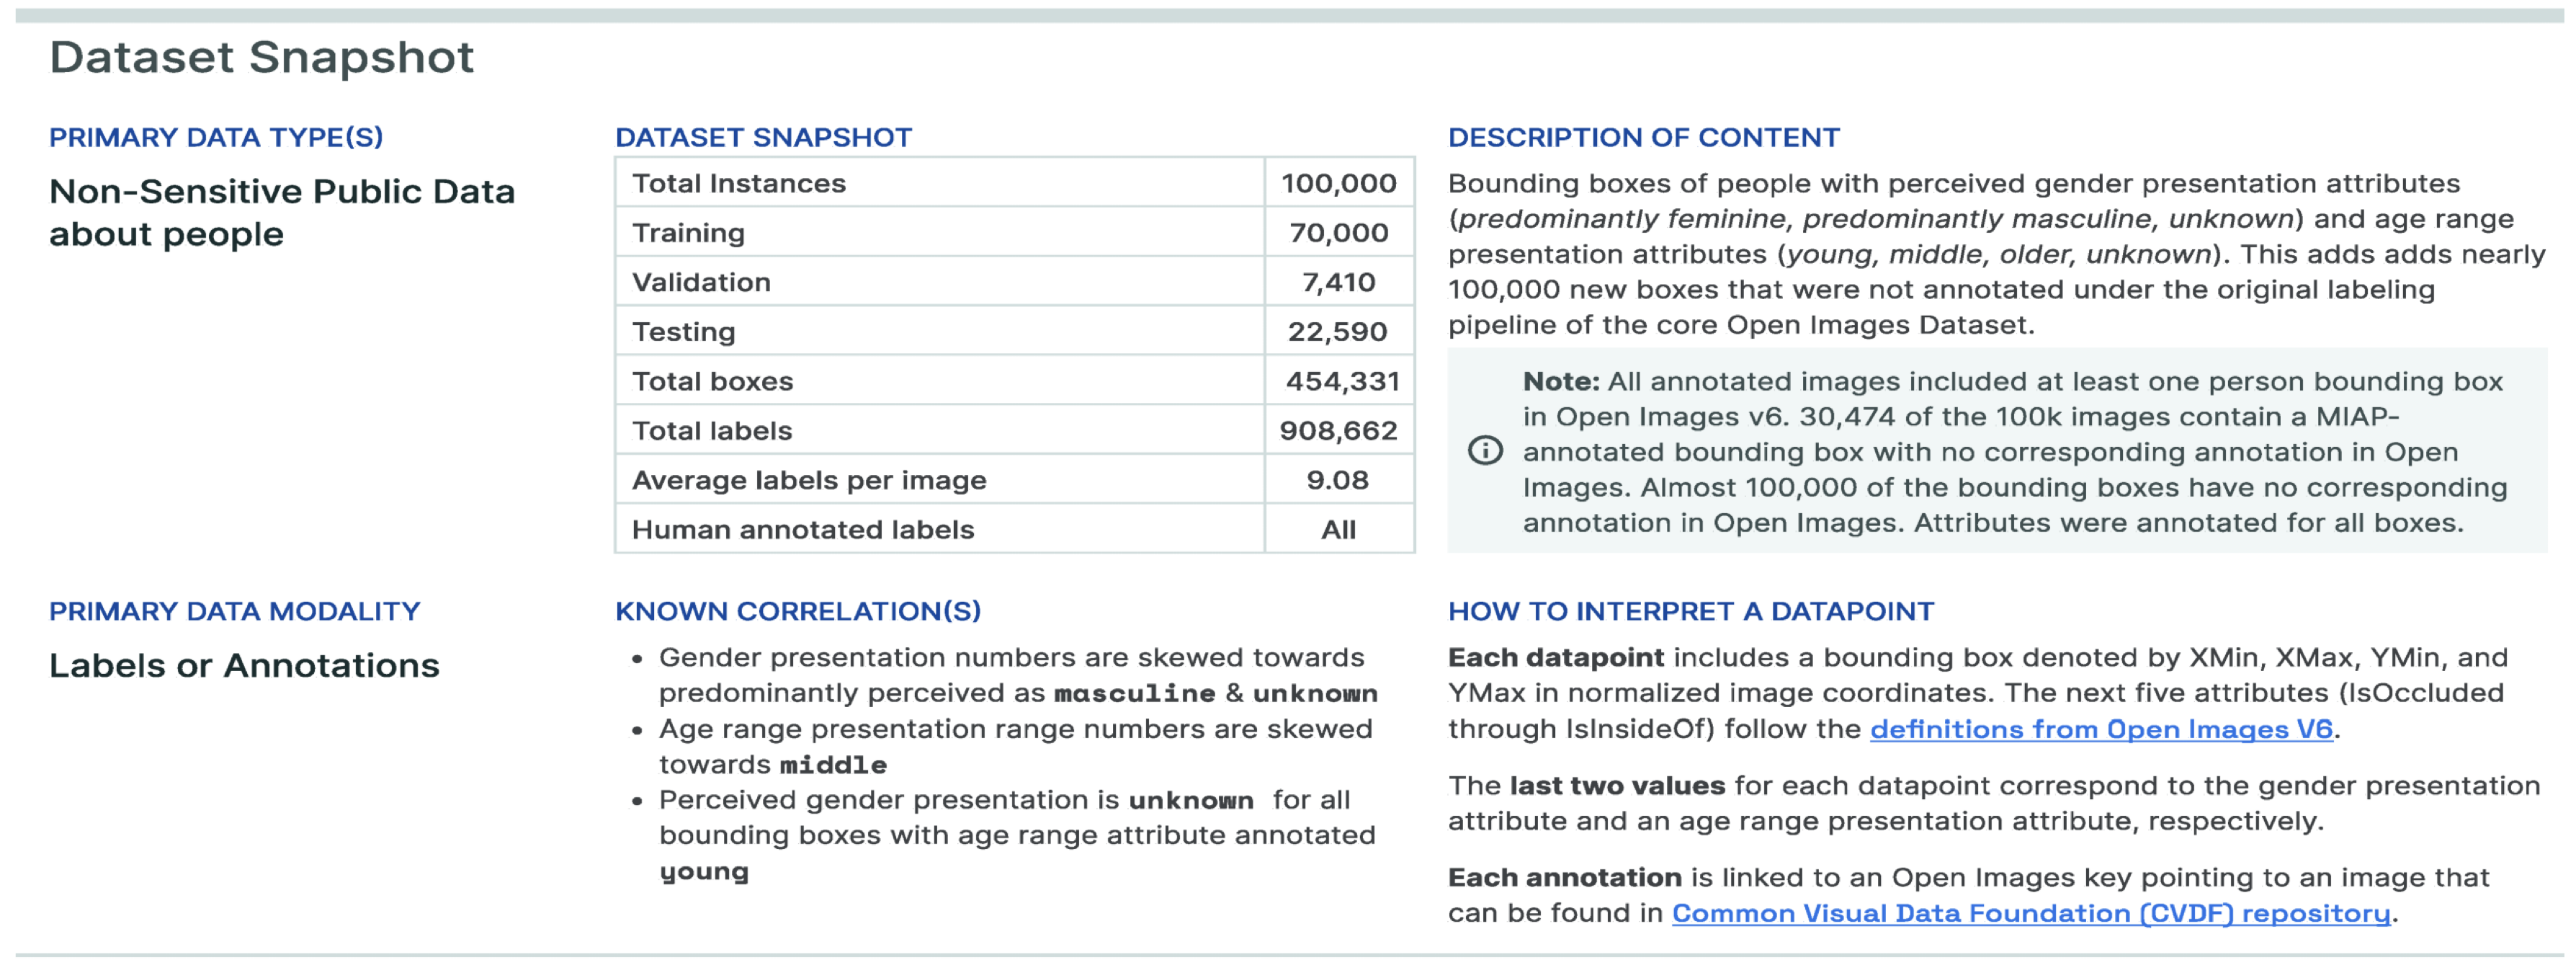 Dataset Snapshot
PRIMARY DATA TYPE(S)
Non-Sensitive Public Data
about people
DATASET SNAPSHOT
Total Instances 100,000
Training 70,000
Validation 7,410
Testing 22,590
Total boxes 454,331
Total labels 908,662
Average labels per image 9.08
Human annotated labels All
DESCRIPTION OF CONTENT
Bounding boxes of people with perceived gender presentation attributes
(predominantly feminine, predominantly masculine, unknown) and age range
presentation attributes (young, middle, older, unknown). This adds adds nearly
100,000 new boxes that were not annotated under the original labeling
pipeline of the core Open Images Dataset.
Note: All annotated images included at least one person bounding box
in Open Images v6. 30,474 of the 100k images contain a MIAP-
annotated bounding box with no corresponding annotation in Open
Images. Almost 100,000 of the bounding boxes have no corresponding
annotation in Open Images. Attributes were annotated for all boxes.
PRIMARY DATA MODALITY
Labels or Annotations
KNOWN CORRELATION(S)
• Gender presentation numbers are skewed towards
predominantly perceived as masculine & unknown
• Age range presentation range numbers are skewed
towards middle
• Perceived gender presentation is unknown for all
bounding boxes with age range attribute annotated
young
HOW TO INTERPRET A DATAPOINT
Each datapoint includes a bounding box denoted by XMin, XMax, YMin, and
YMax in normalized image coordinates. The next five attributes (IsOccluded
through IsInsideOf) follow the definitions from Open Images V6.
The last two values for each datapoint correspond to the gender presentation
attribute and an age range presentation attribute, respectively.
Each annotation is linked to an Open Images key pointing to an image that
can be found in Common Visual Data Foundation (CVDF) repository.